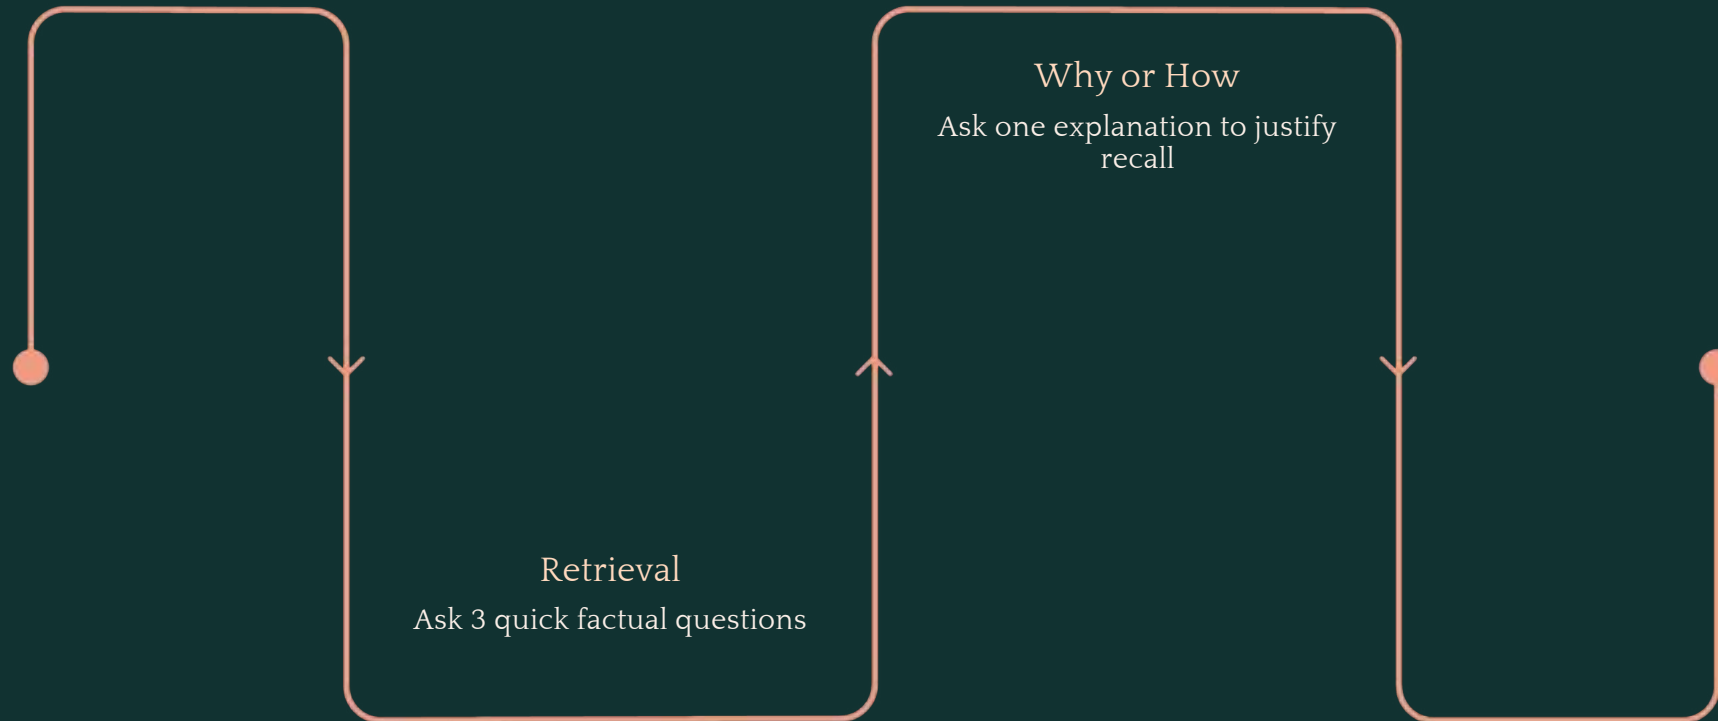 Why or How
Ask one explanation to justify
recall
Retrieval
Ask 3 quick factual questions